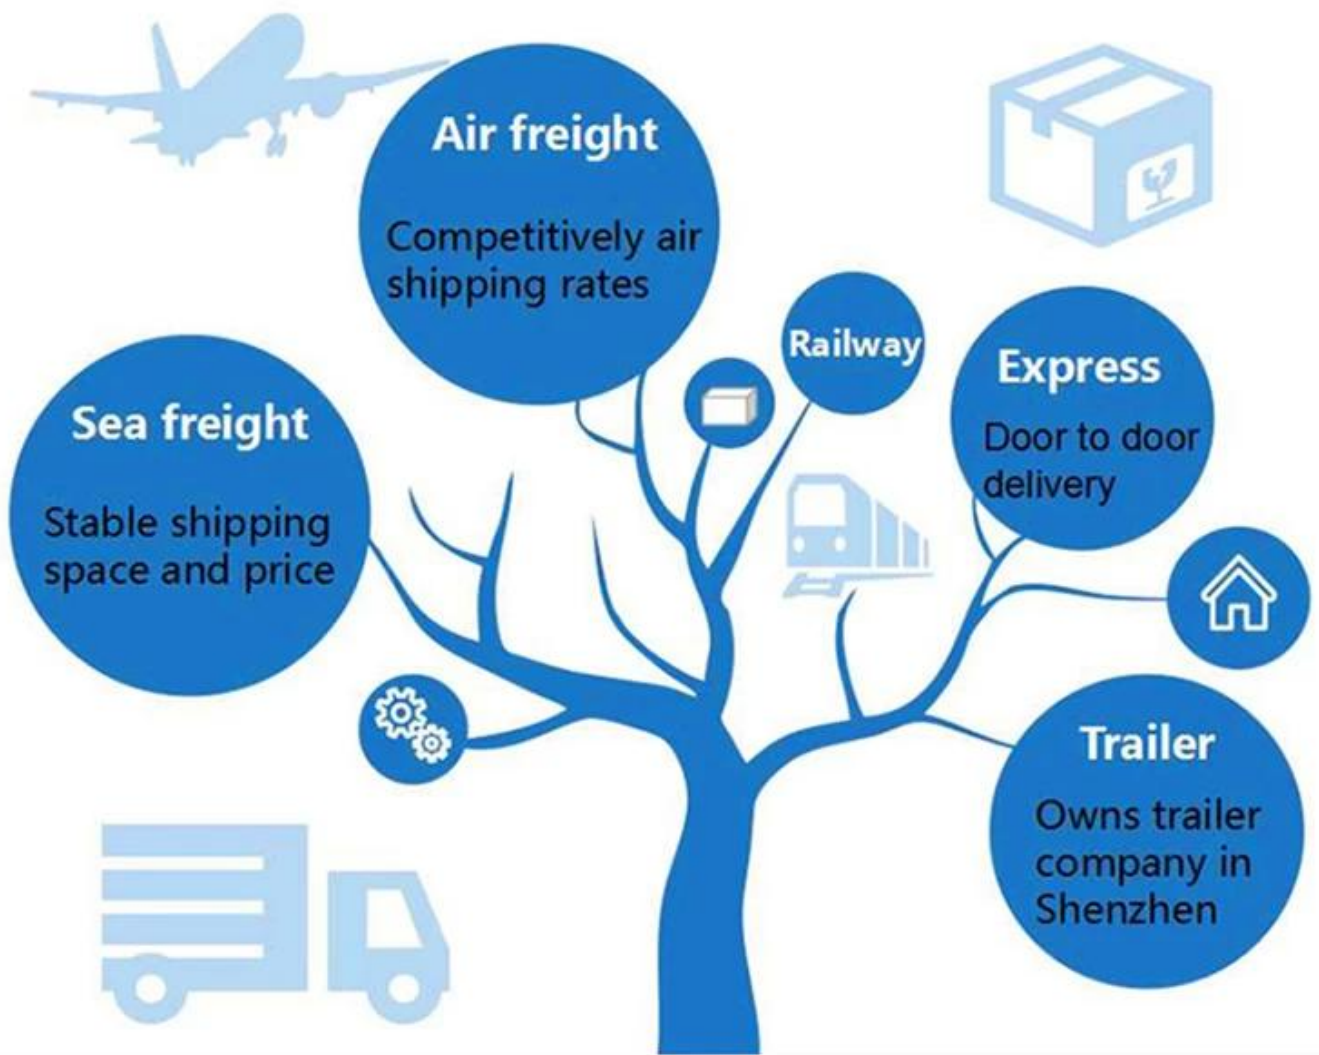 Air freight
Competitively air
shipping rates
Railway
Express
Door to door
delivery
Sea freight
Stable shipping
space and price
Trailer
Owns trailer
company in
Shenzhen